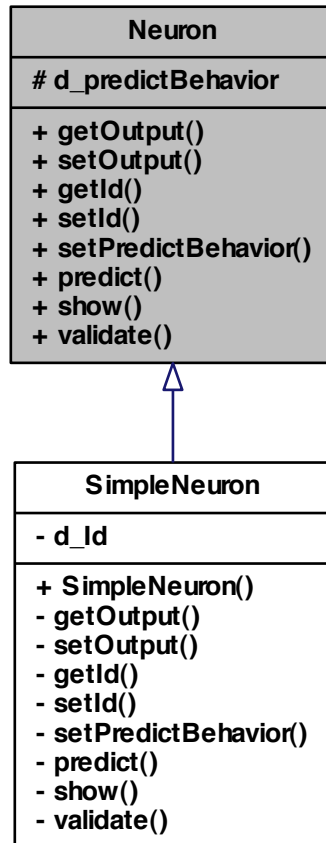 Neuron
# d_predictBehavior
+ getOutput()
+ setOutput()
+ getId()
+ setId()
+ setPredictBehavior()
+ predict()
+ show()
+ validate()
SimpleNeuron
- d_Id
+ SimpleNeuron()
- getOutput()
- setOutput()
- getId()
- setId()
- setPredictBehavior()
- predict()
- show()
- validate()